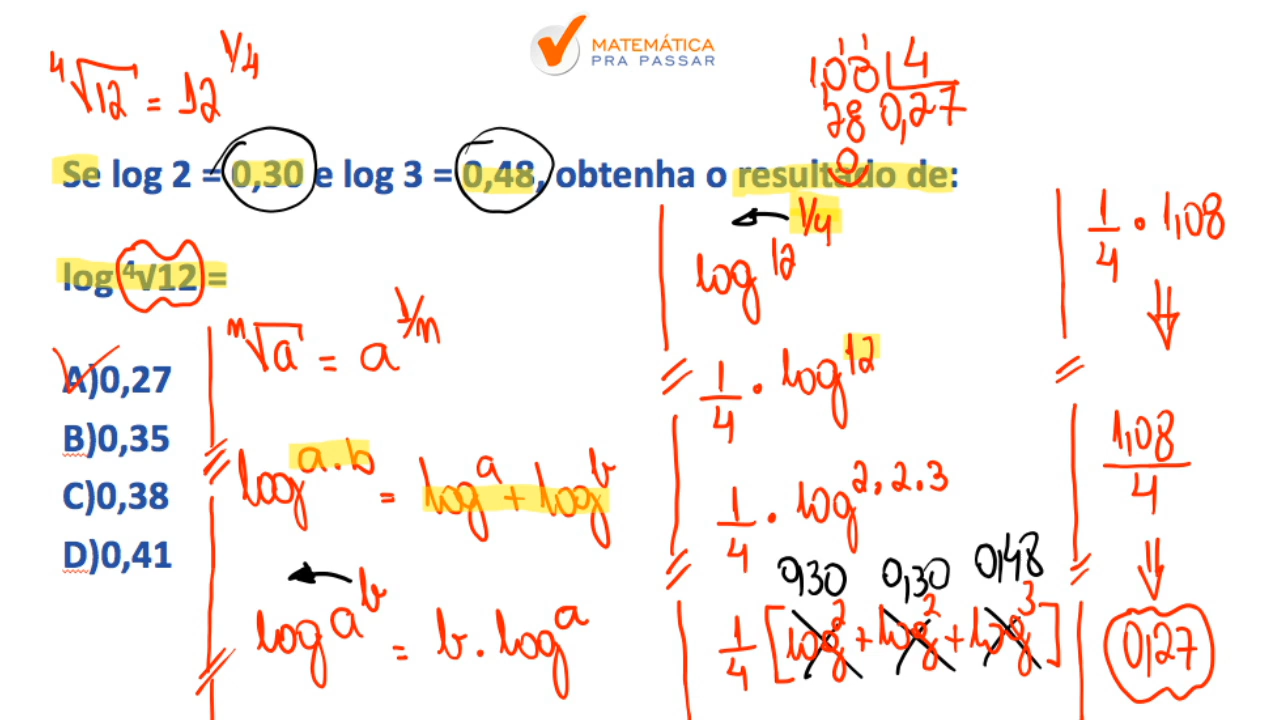 MATEMÁTICA
PRA PASSAR
⁴√12 = 12^1/4
1,08 | 4
28 0,27
0
Se log 2 = 0,30 e log 3 = 0,48, obtenha o resultado de:
log ⁴√12 =
A)0,27
B)0,35
C)0,38
D)0,41
ⁿ√a = a^1/n
log^a.b = log^a + log^b
log a^b = b . log^a
log 12^1/4
1/4 . log 12
1/4 . log 2.2.3
0,30 0,30 0,48
1/4 [log 2 + log 2 + log 3]
1/4 . 1,08
1,08/4
0,27